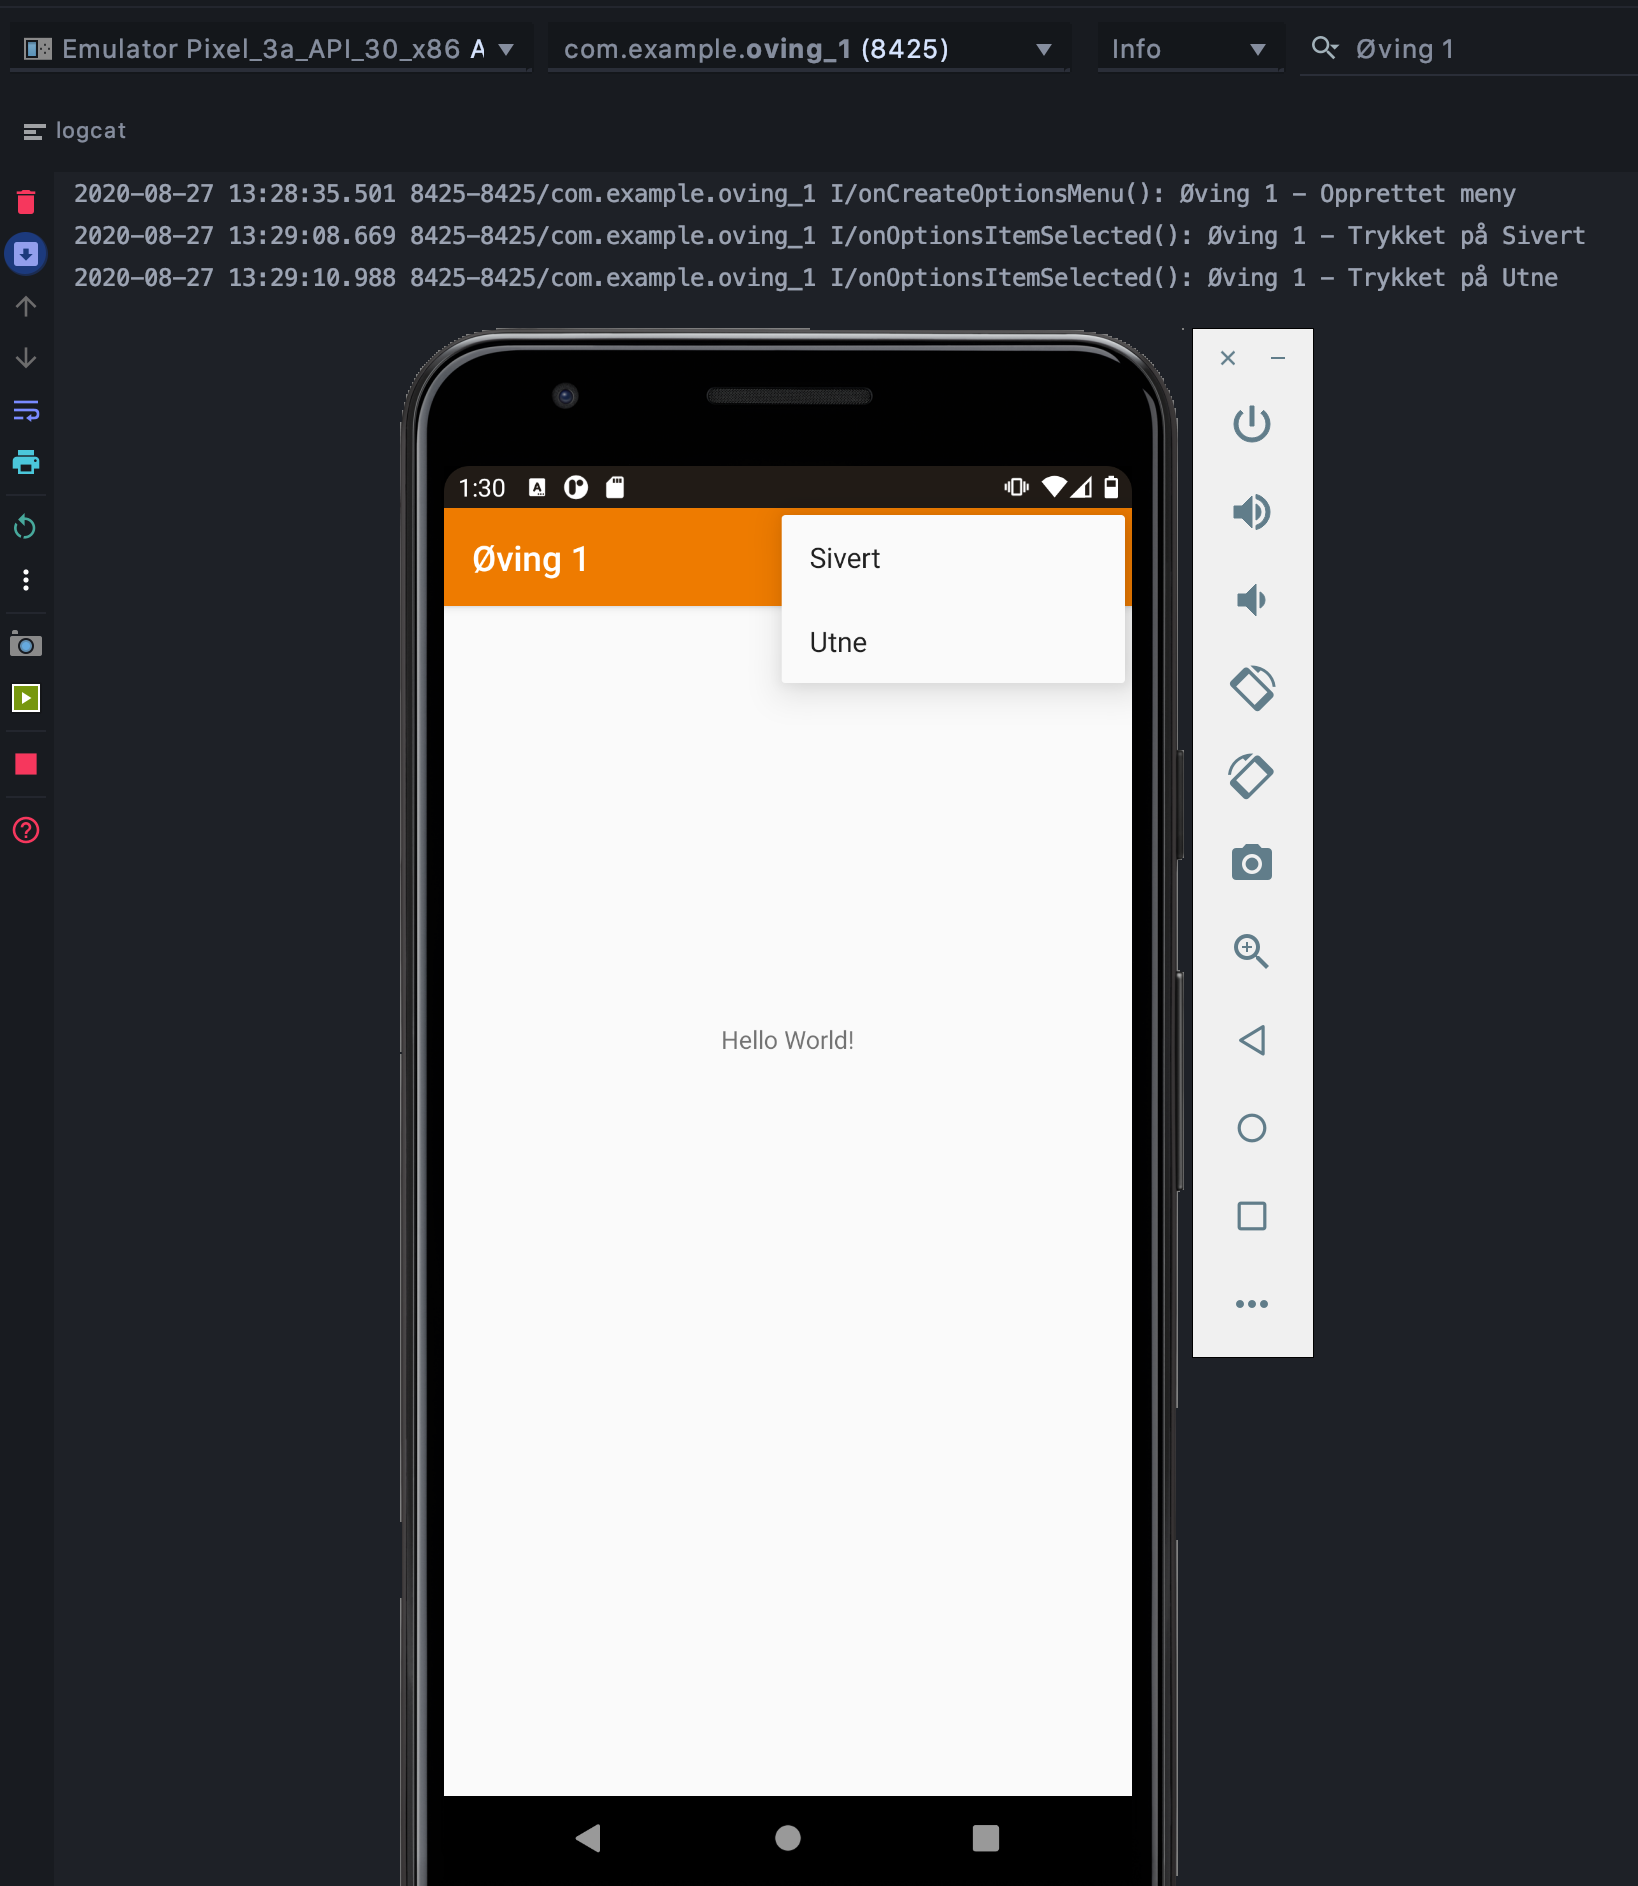 Emulator Pixel_3a_API_30_x86 A
com.example.oving_1 (8425)
Info
Øving 1
logcat
2020-08-27 13:28:35.501 8425-8425/com.example.oving_1 I/onCreateOptionsMenu(): Øving 1 - Opprettet meny
2020-08-27 13:29:08.669 8425-8425/com.example.oving_1 I/onOptionsItemSelected(): Øving 1 - Trykket på Sivert
2020-08-27 13:29:10.988 8425-8425/com.example.oving_1 I/onOptionsItemSelected(): Øving 1 - Trykket på Utne
1:30
Øving 1
Sivert
Utne
Hello World!